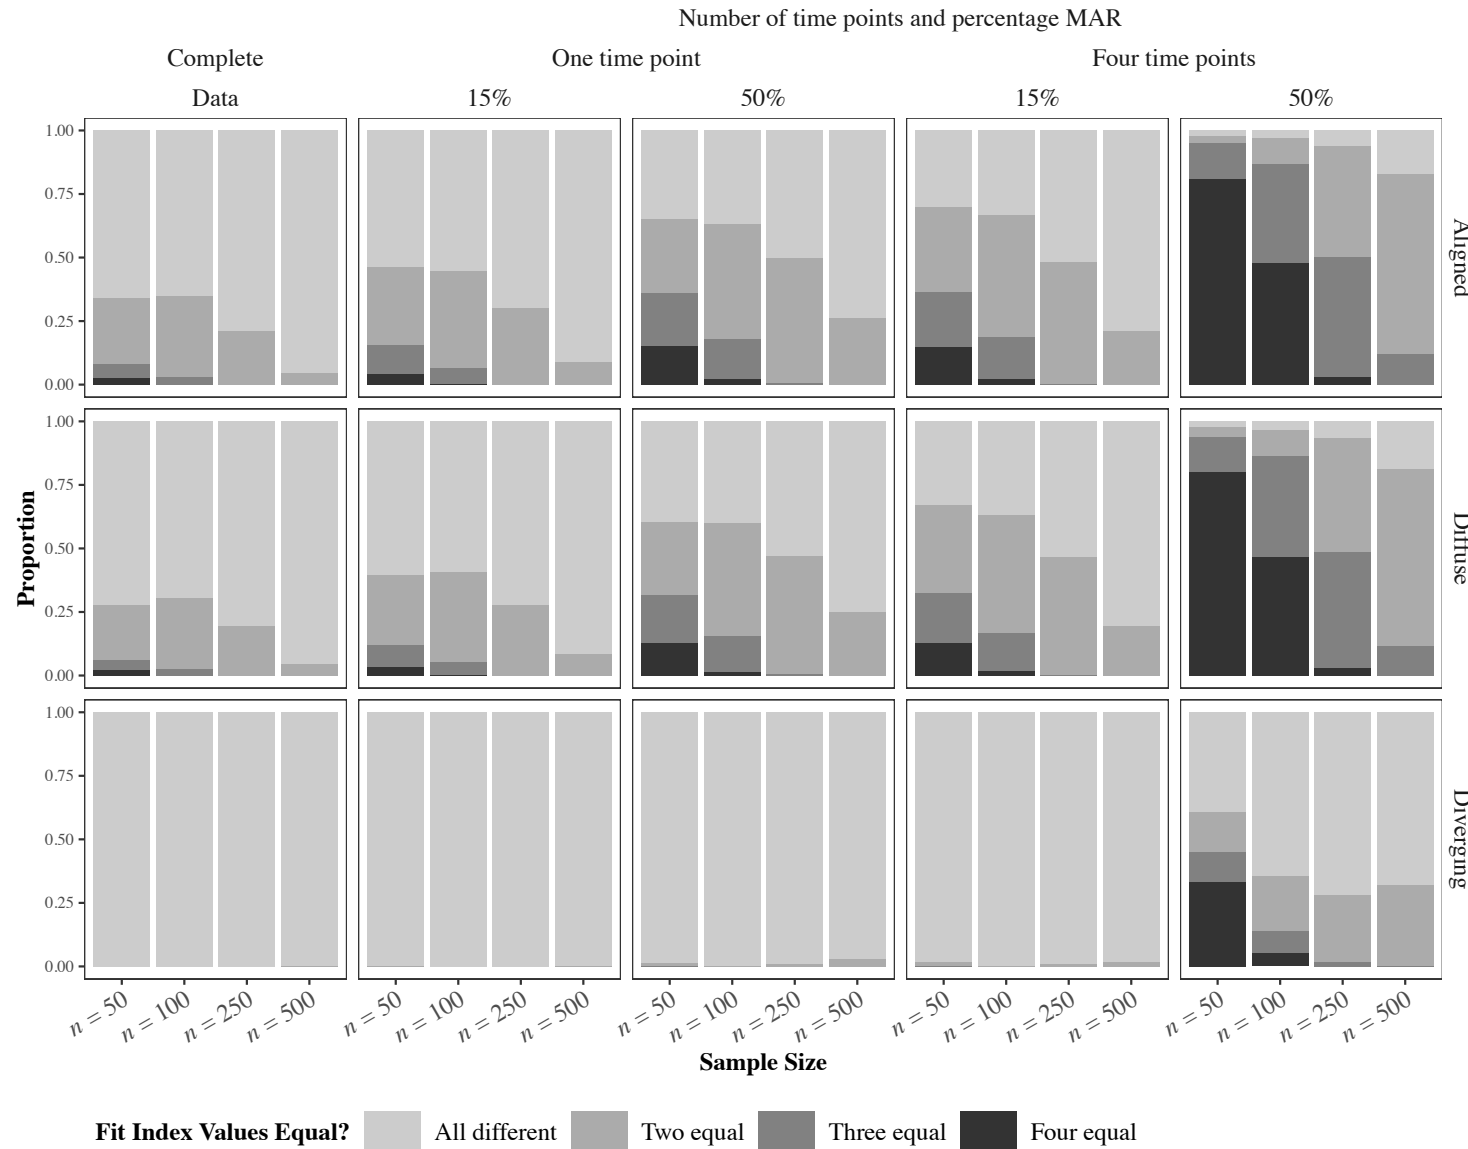 Number of time points and percentage MAR
Complete One time point Four time points
Data 15% 50% 15% 50%
1.00
0.75
0.50
0.25
0.00
Aligned
1.00
0.75
0.50
0.25
0.00
Diffuse
1.00
0.75
0.50
0.25
0.00
Diverging
Proportion
n = 50 n = 100 n = 250 n = 500 n = 50 n = 100 n = 250 n = 500 n = 50 n = 100 n = 250 n = 500 n = 50 n = 100 n = 250 n = 500 n = 50 n = 100 n = 250 n = 500
Sample Size
Fit Index Values Equal? All different Two equal Three equal Four equal